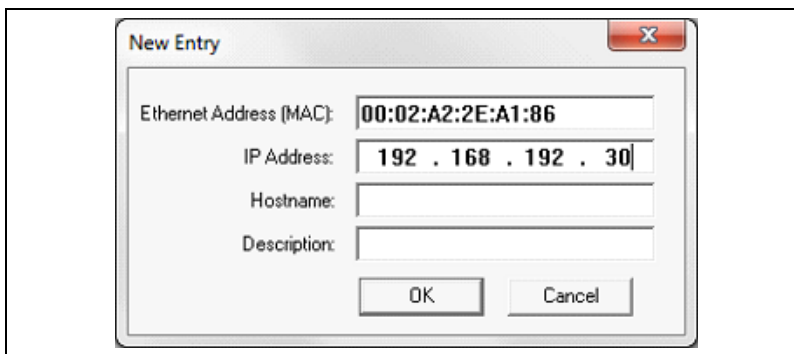 New Entry
Ethernet Address (MAC): 00:02:A2:2E:A1:86
IP Address: 192 . 168 . 192 . 30
Hostname:
Description:
OK Cancel